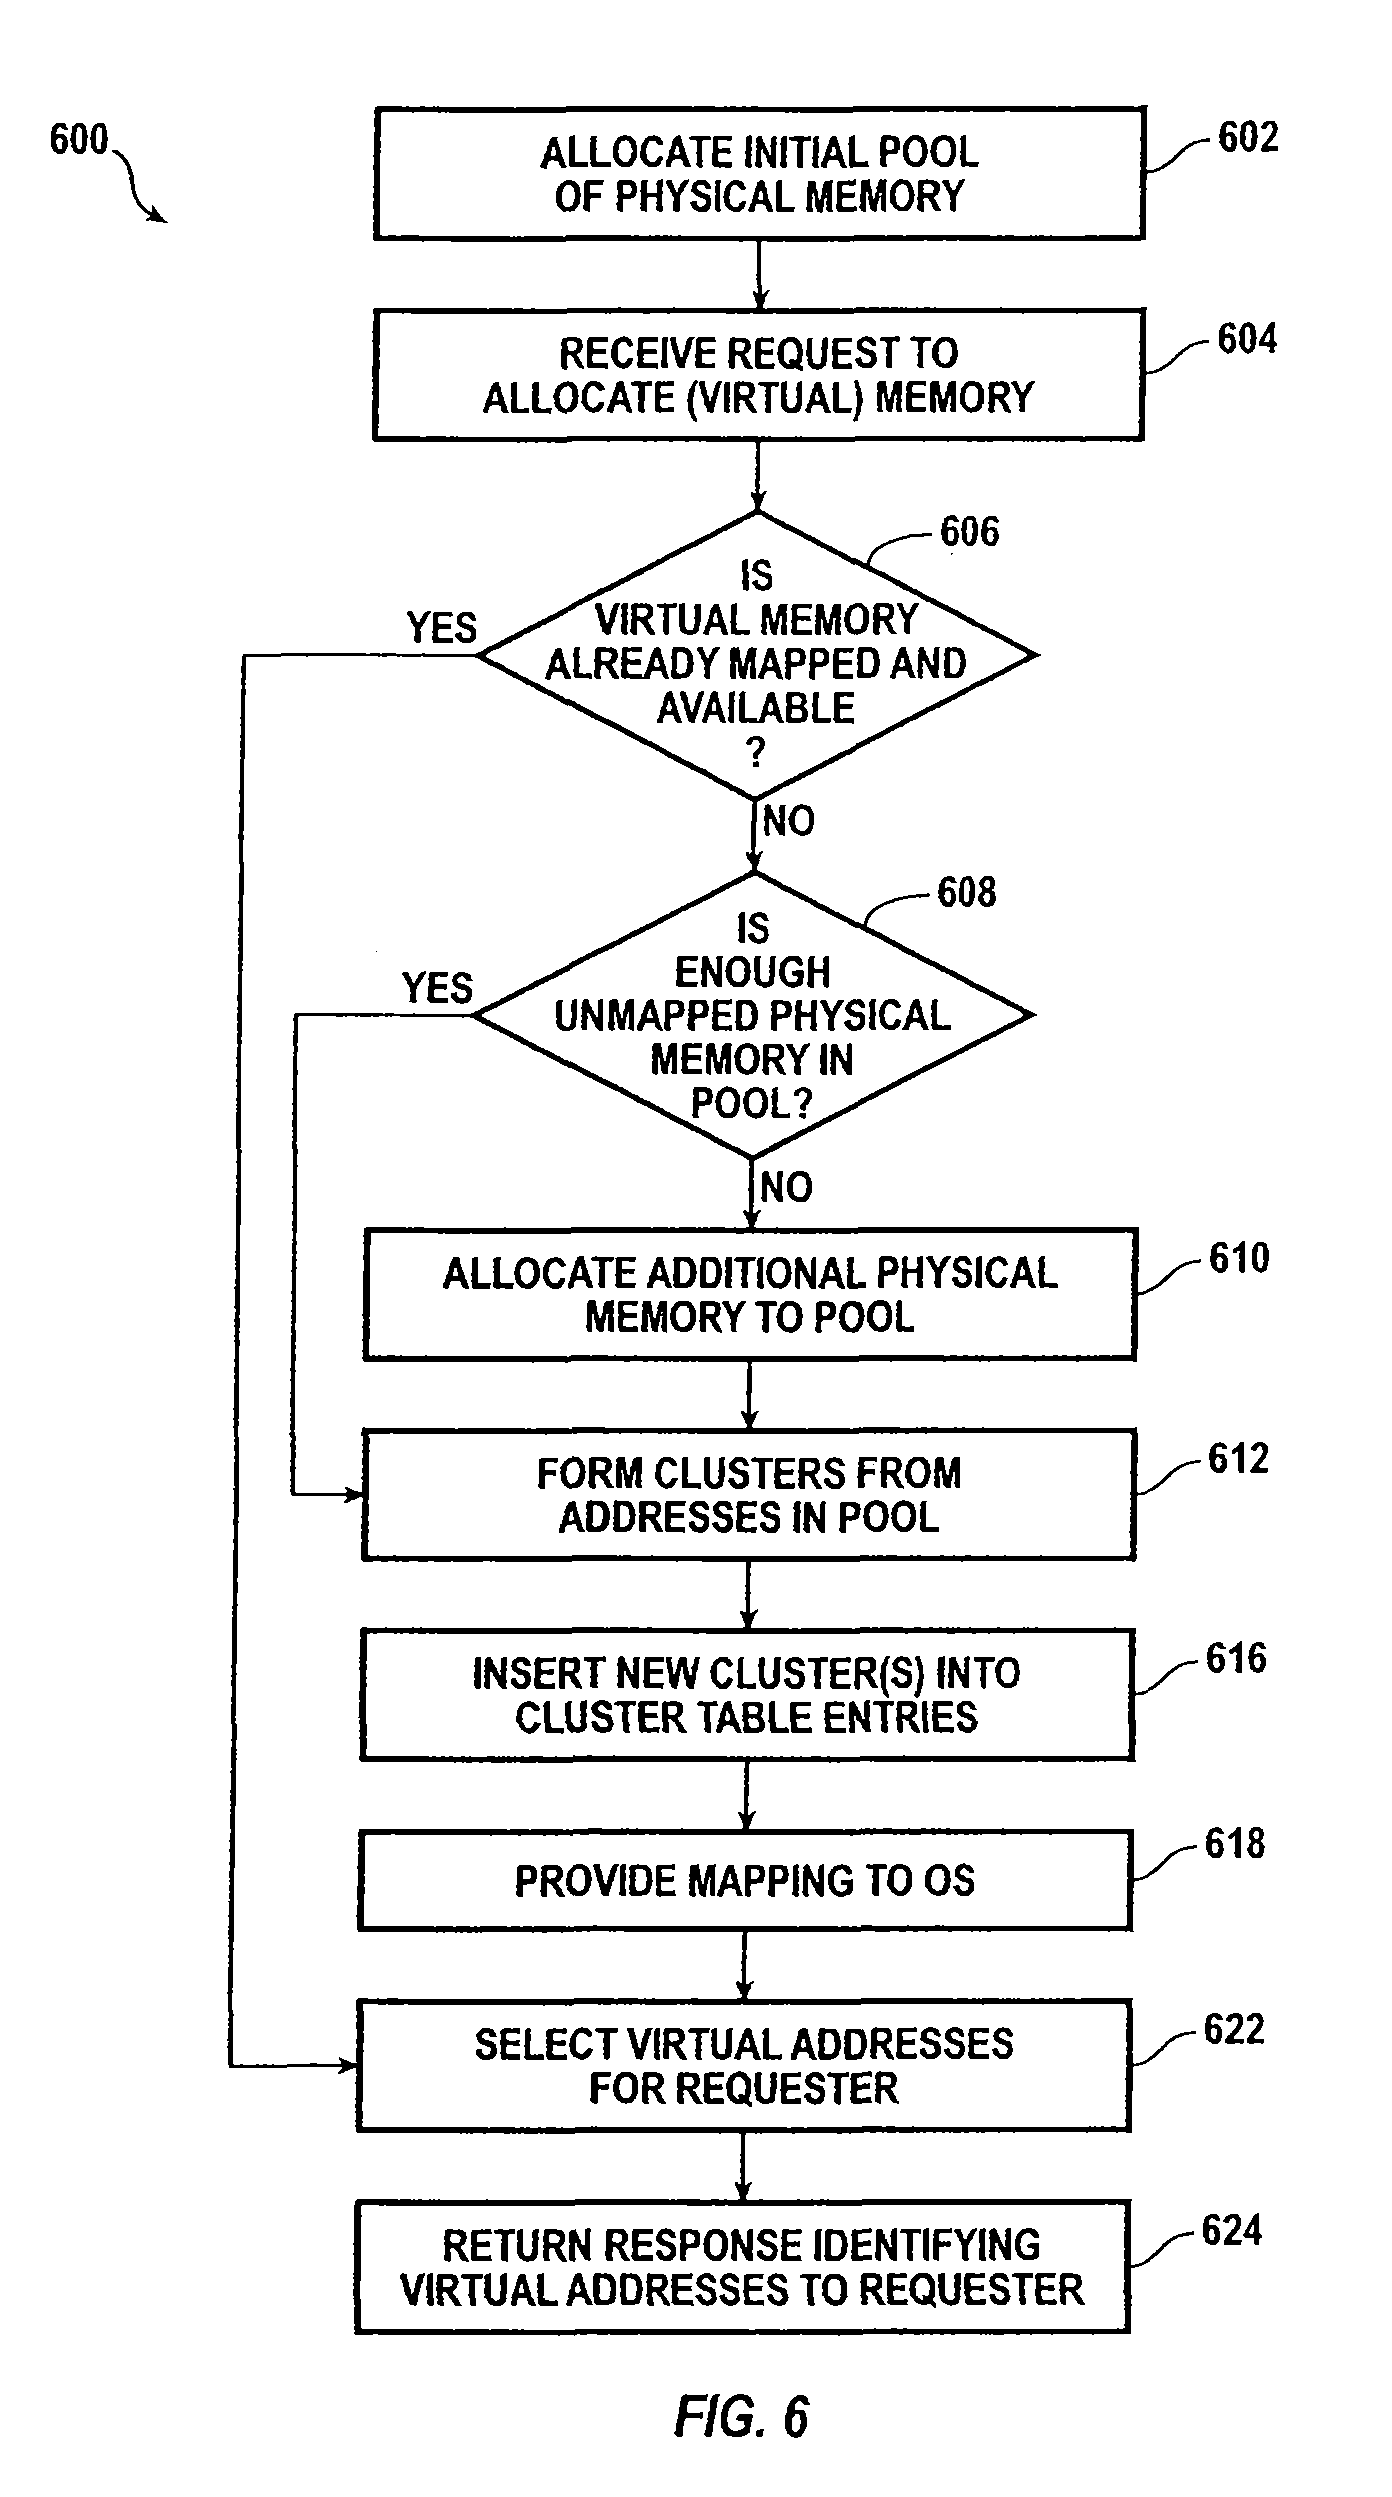 600
ALLOCATE INITIAL POOL
OF PHYSICAL MEMORY
602
RECEIVE REQUEST TO
ALLOCATE (VIRTUAL) MEMORY
604
IS
VIRTUAL MEMORY
ALREADY MAPPED AND
AVAILABLE
?
606
YES
NO
IS
ENOUGH
UNMAPPED PHYSICAL
MEMORY IN
POOL?
608
YES
NO
ALLOCATE ADDITIONAL PHYSICAL
MEMORY TO POOL
610
FORM CLUSTERS FROM
ADDRESSES IN POOL
612
INSERT NEW CLUSTER(S) INTO
CLUSTER TABLE ENTRIES
616
PROVIDE MAPPING TO OS
618
SELECT VIRTUAL ADDRESSES
FOR REQUESTER
622
RETURN RESPONSE IDENTIFYING
VIRTUAL ADDRESSES TO REQUESTER
624
FIG. 6